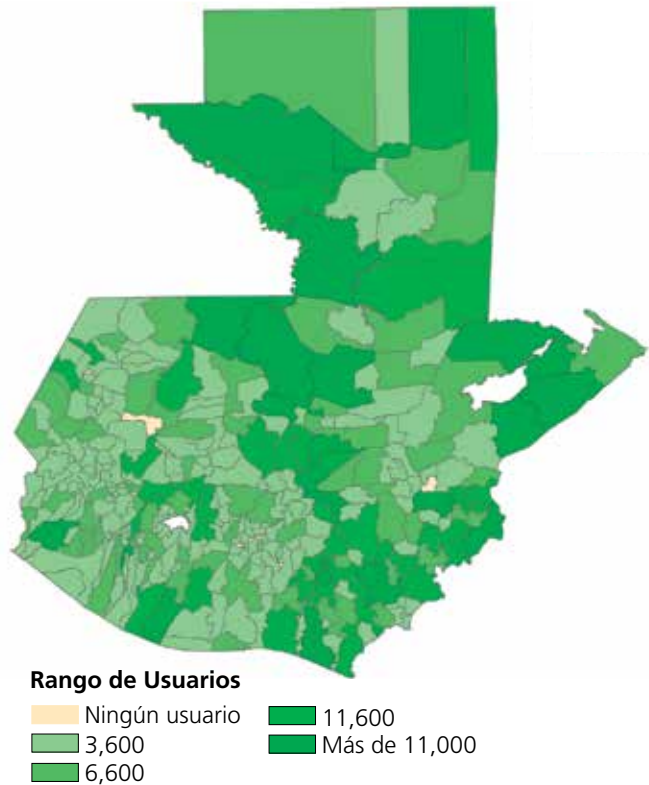 Rango de Usuarios
Ningún usuario
3,600
6,600
11,600
Más de 11,000